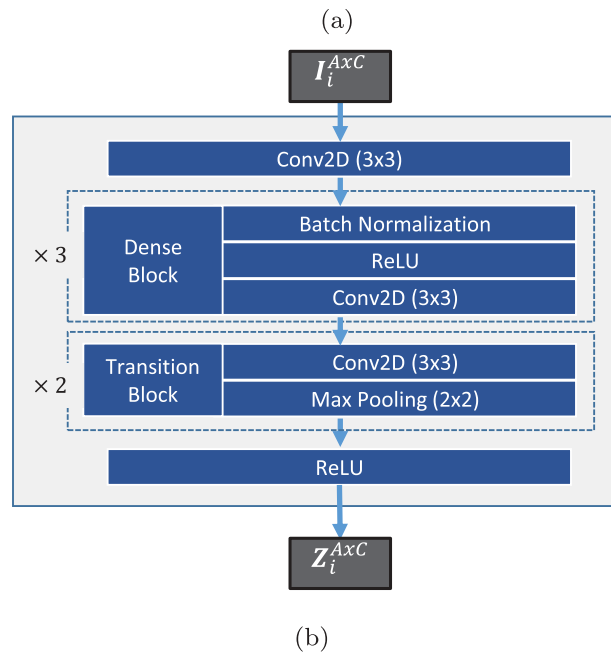 (a)
I_i^{AxC}
Conv2D (3x3)
× 3
Dense
Block
Batch Normalization
ReLU
Conv2D (3x3)
× 2
Transition
Block
Conv2D (3x3)
Max Pooling (2x2)
ReLU
Z_i^{AxC}
(b)